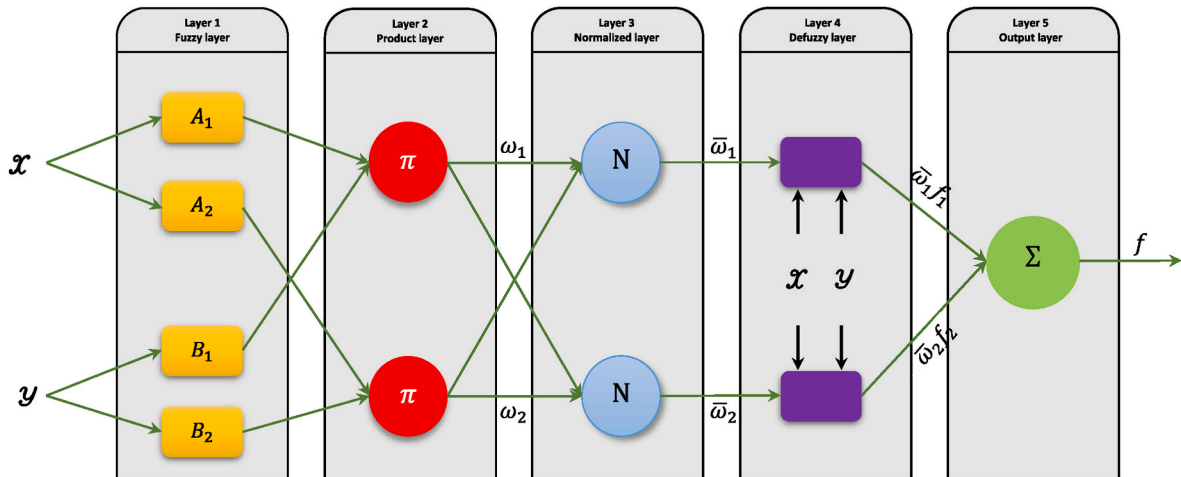 Layer 1
Fuzzy layer
Layer 2
Product layer
Layer 3
Normalized layer
Layer 4
Defuzzy layer
Layer 5
Output layer
x
y
A₁
A₂
B₁
B₂
π
π
ω₁
ω₂
N
N
ω̅₁
ω̅₂
x y
ω̅₁f₁
ω̅₂f₂
Σ
f